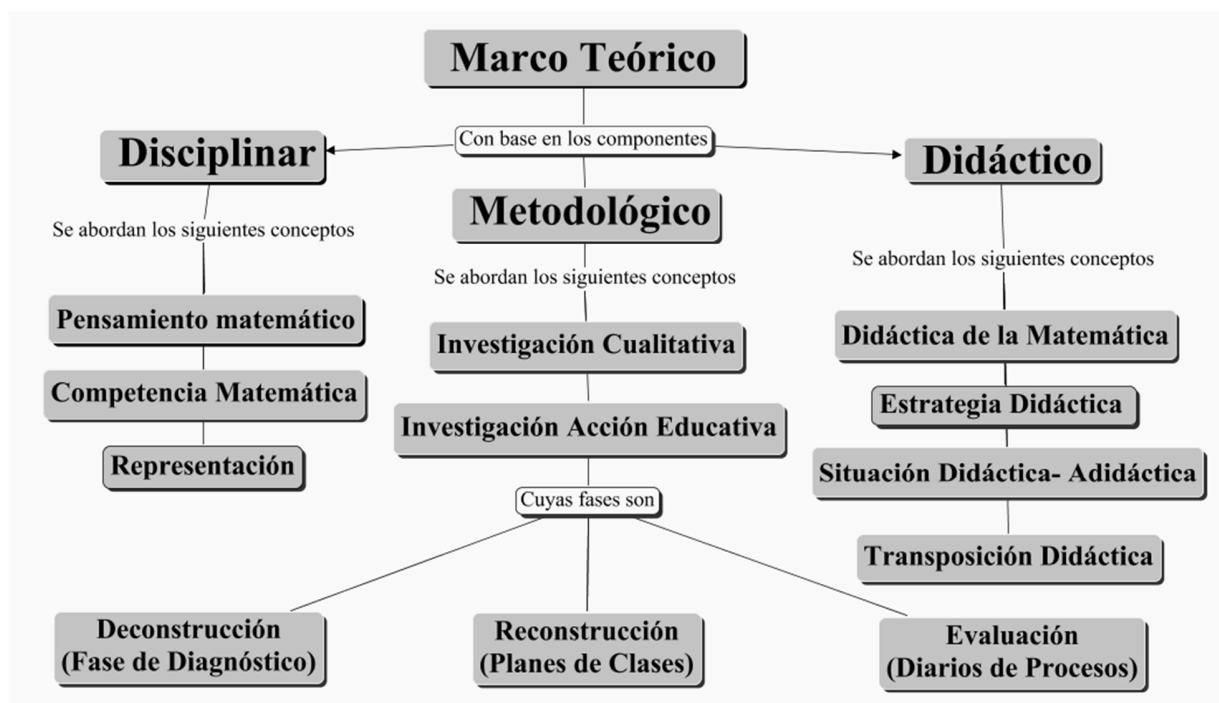 Marco Teórico
Con base en los componentes
Disciplinar
Se abordan los siguientes conceptos
Pensamiento matemático
Competencia Matemática
Representación
Metodológico
Se abordan los siguientes conceptos
Investigación Cualitativa
Investigación Acción Educativa
Cuyas fases son
Deconstrucción
(Fase de Diagnóstico)
Reconstrucción
(Planes de Clases)
Evaluación
(Diarios de Procesos)
Didáctico
Se abordan los siguientes conceptos
Didáctica de la Matemática
Estrategia Didáctica
Situación Didáctica- Adidáctica
Transposición Didáctica